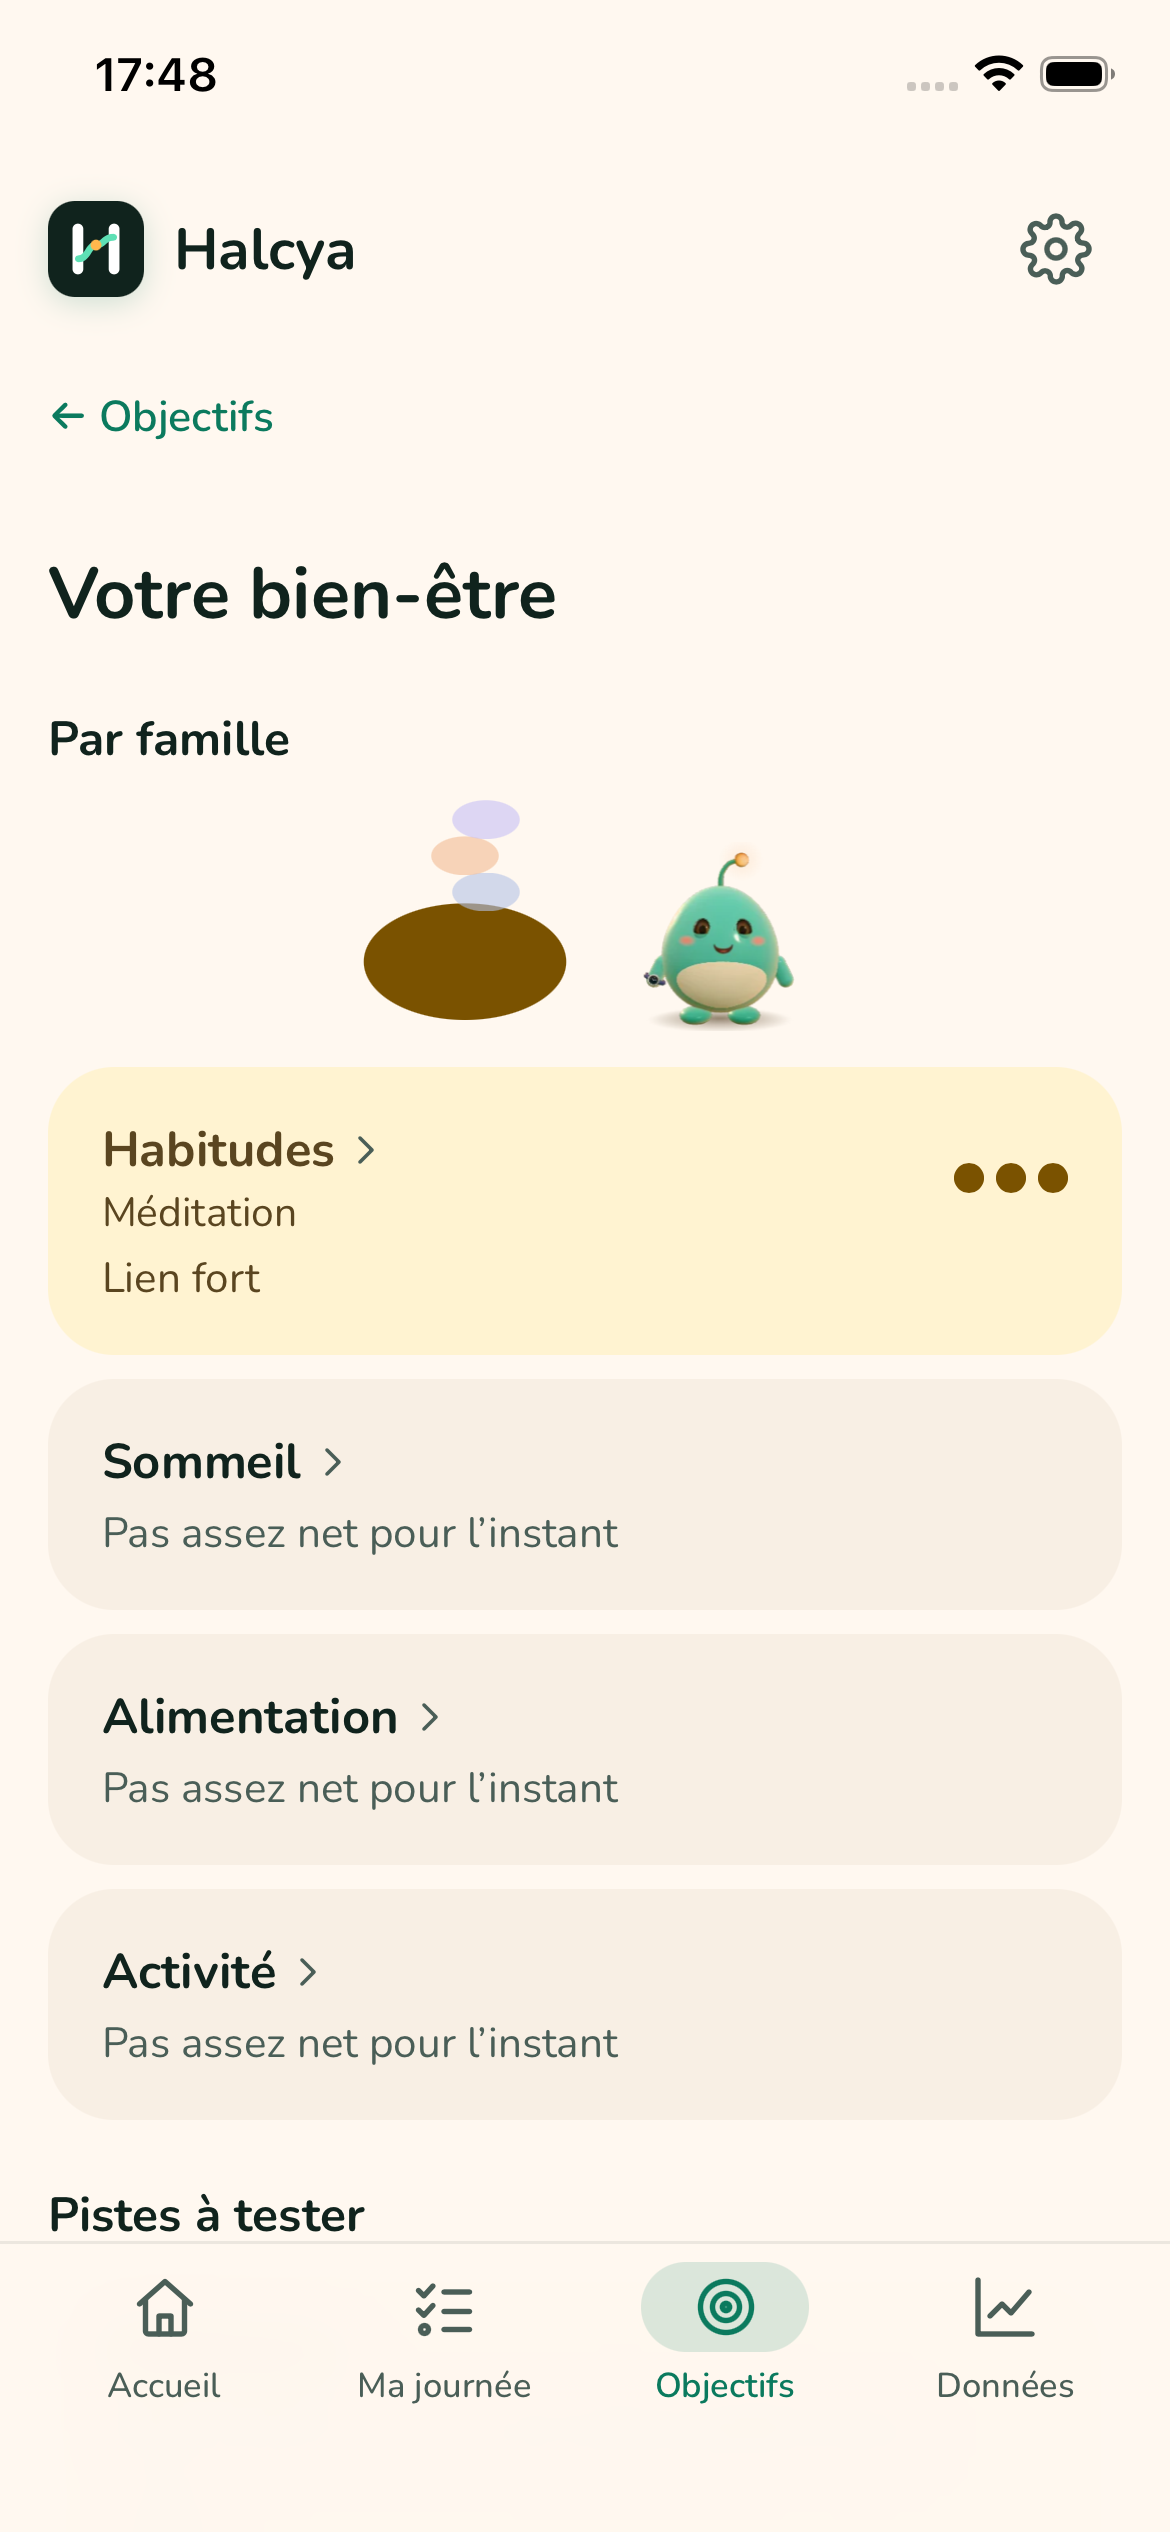 17:48
Halcya
← Objectifs
Votre bien-être
Par famille
Habitudes
Méditation
Lien fort
Sommeil
Pas assez net pour l’instant
Alimentation
Pas assez net pour l’instant
Activité
Pas assez net pour l’instant
Pistes à tester
Accueil
Ma journée
Objectifs
Données